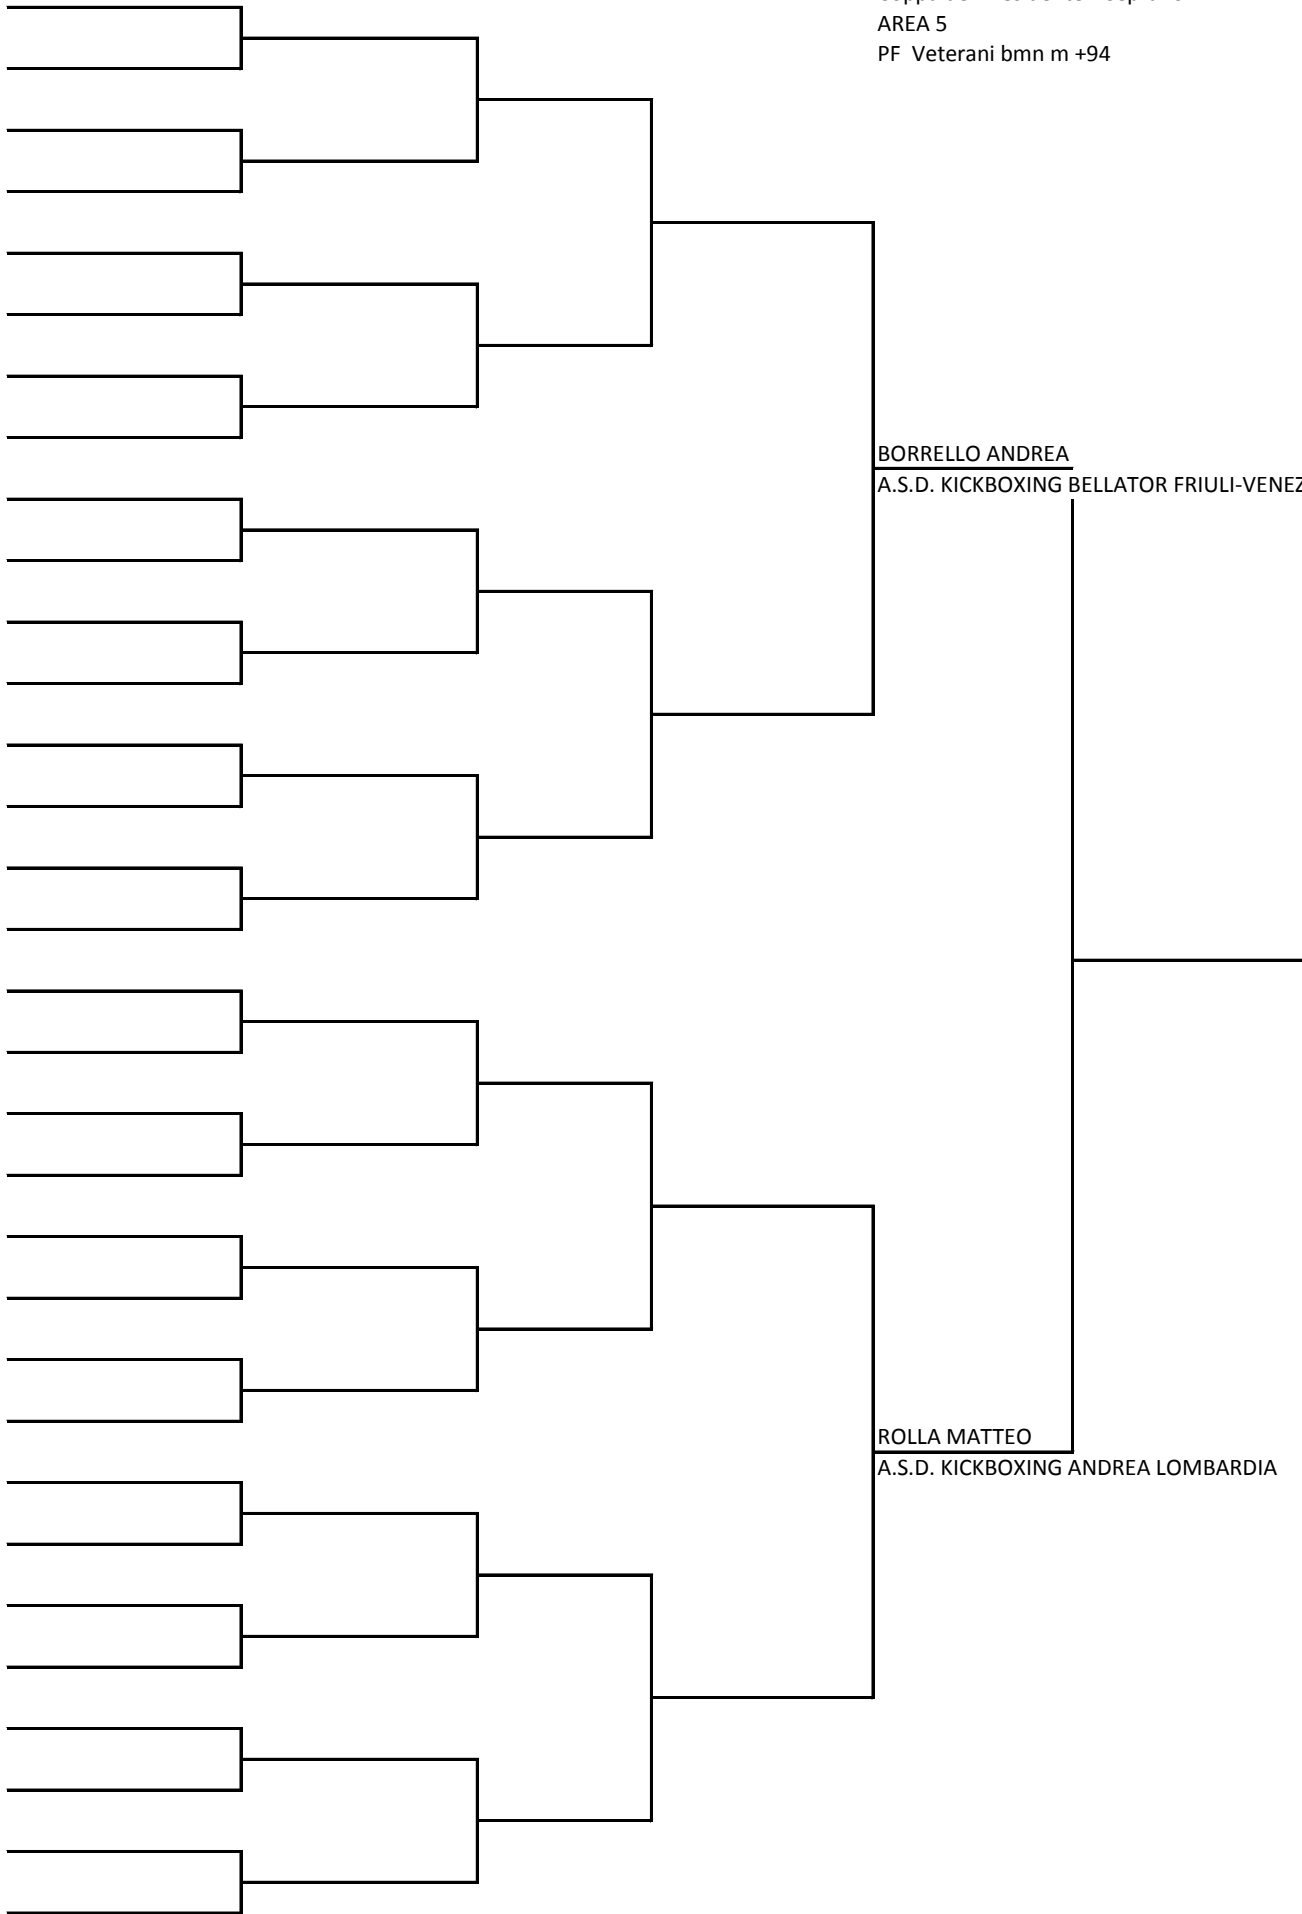 AREA 5
PF Veterani bmn m +94
BORRELLO ANDREA
A.S.D. KICKBOXING BELLATOR FRIULI-VENEZ
ROLLA MATTEO
A.S.D. KICKBOXING ANDREA LOMBARDIA